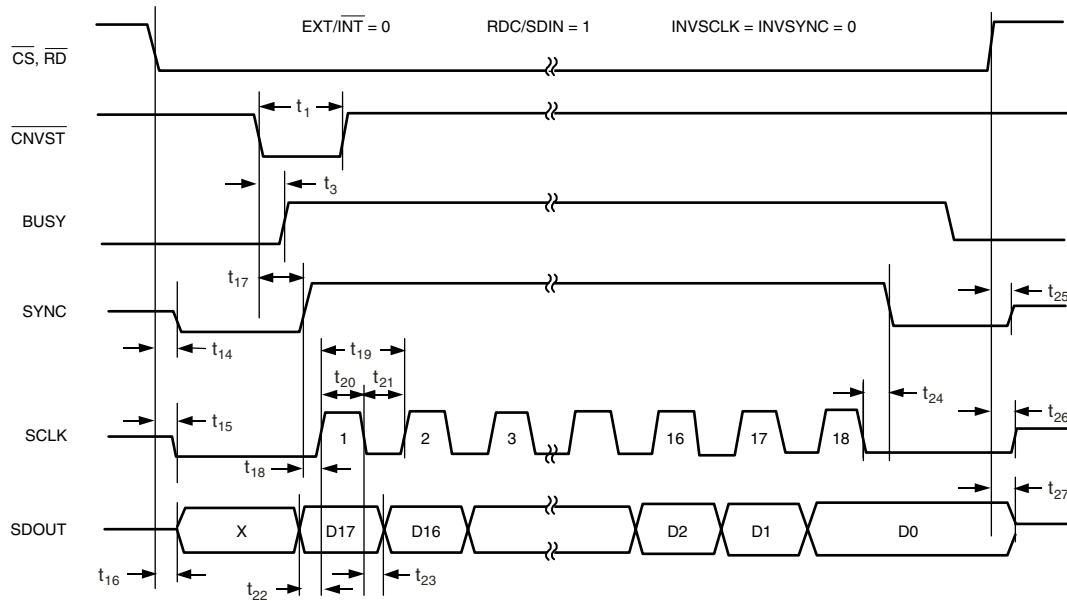 EXT/INT = 0 RDC/SDIN = 1 INVSCLK = INVSYNC = 0
CS, RD
t1
CNVST
t3
BUSY
t17
SYNC
t25
t14
t19
t20 t21
t24
t15
t26
SCLK
1 2 3 16 17 18
t18
t27
SDOUT
X D17 D16 D2 D1 D0
t16
t22
t23